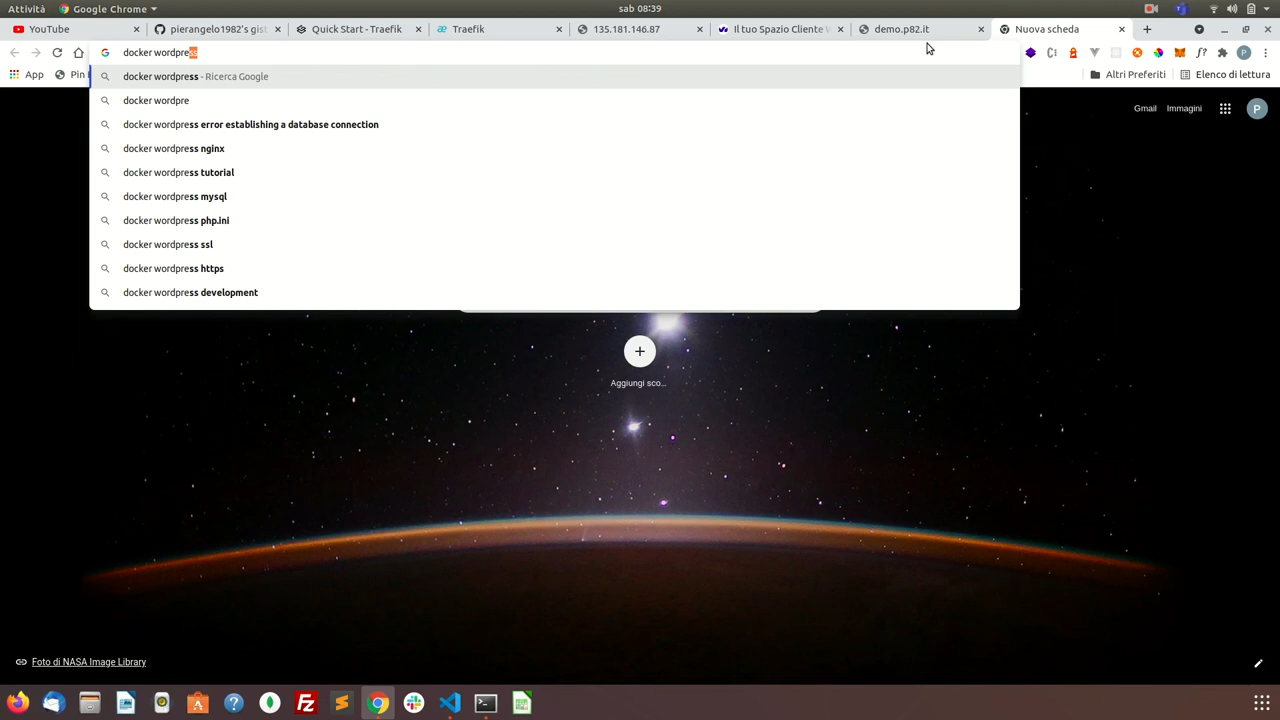 Attività
Google Chrome
sab 08:39
YouTube
pierangelo1982's gis
Quick Start - Traefik
Traefik
135.181.146.87
Il tuo Spazio Cliente W
demo.p82.it
Nuova scheda
docker wordpress
App
Pin I
Altri Preferiti
Elenco di lettura
docker wordpress - Ricerca Google
docker wordpre
docker wordpress error establishing a database connection
docker wordpress nginx
docker wordpress tutorial
docker wordpress mysql
docker wordpress php.ini
docker wordpress ssl
docker wordpress https
docker wordpress development
Gmail
Immagini
P
Aggiungi sco...
Foto di NASA Image Library